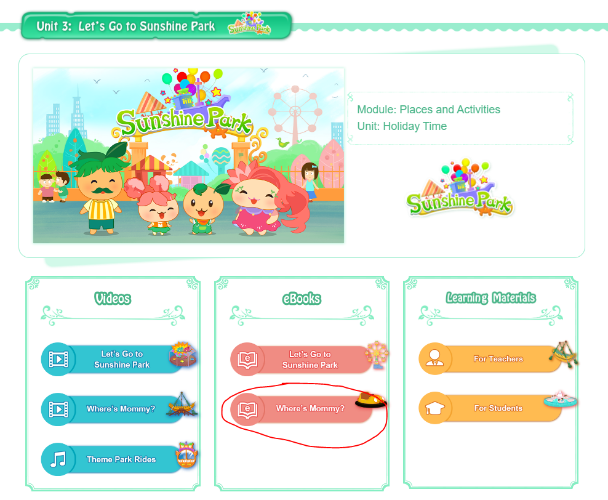 Unit 3: Let's Go to Sunshine Park
Sunshine Park
Module: Places and Activities
Unit: Holiday Time
Sunshine Park
Videos
Let's Go to
Sunshine Park
Where's Mommy?
Theme Park Rides
eBooks
Let's Go to
Sunshine Park
Where's Mommy?
Learning Materials
For Teachers
For Students